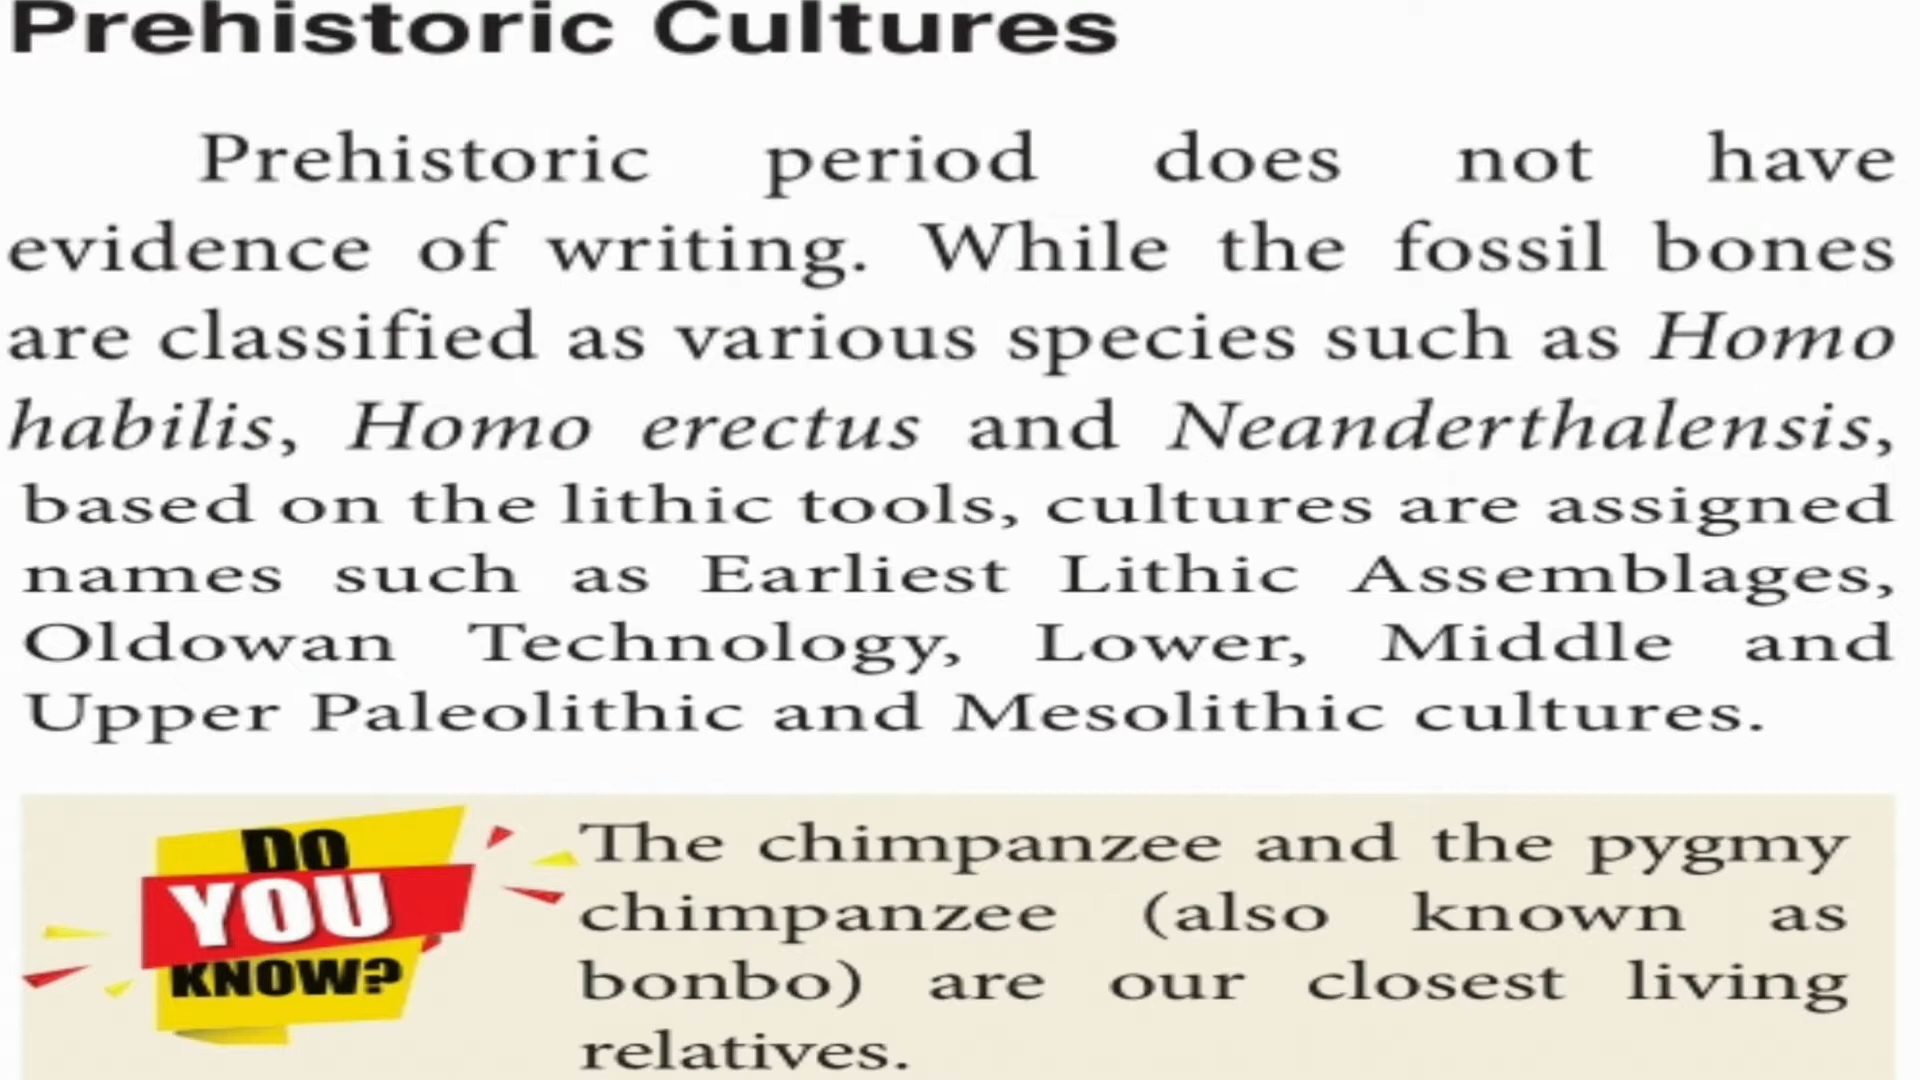 Prehistoric Cultures
Prehistoric period does not have
evidence of writing. While the fossil bones
are classified as various species such as Homo
habilis, Homo erectus and Neanderthalensis,
based on the lithic tools, cultures are assigned
names such as Earliest Lithic Assemblages,
Oldowan Technology, Lower, Middle and
Upper Paleolithic and Mesolithic cultures.
DO
YOU
KNOW?
The chimpanzee and the pygmy
chimpanzee (also known as
bonbo) are our closest living
relatives.